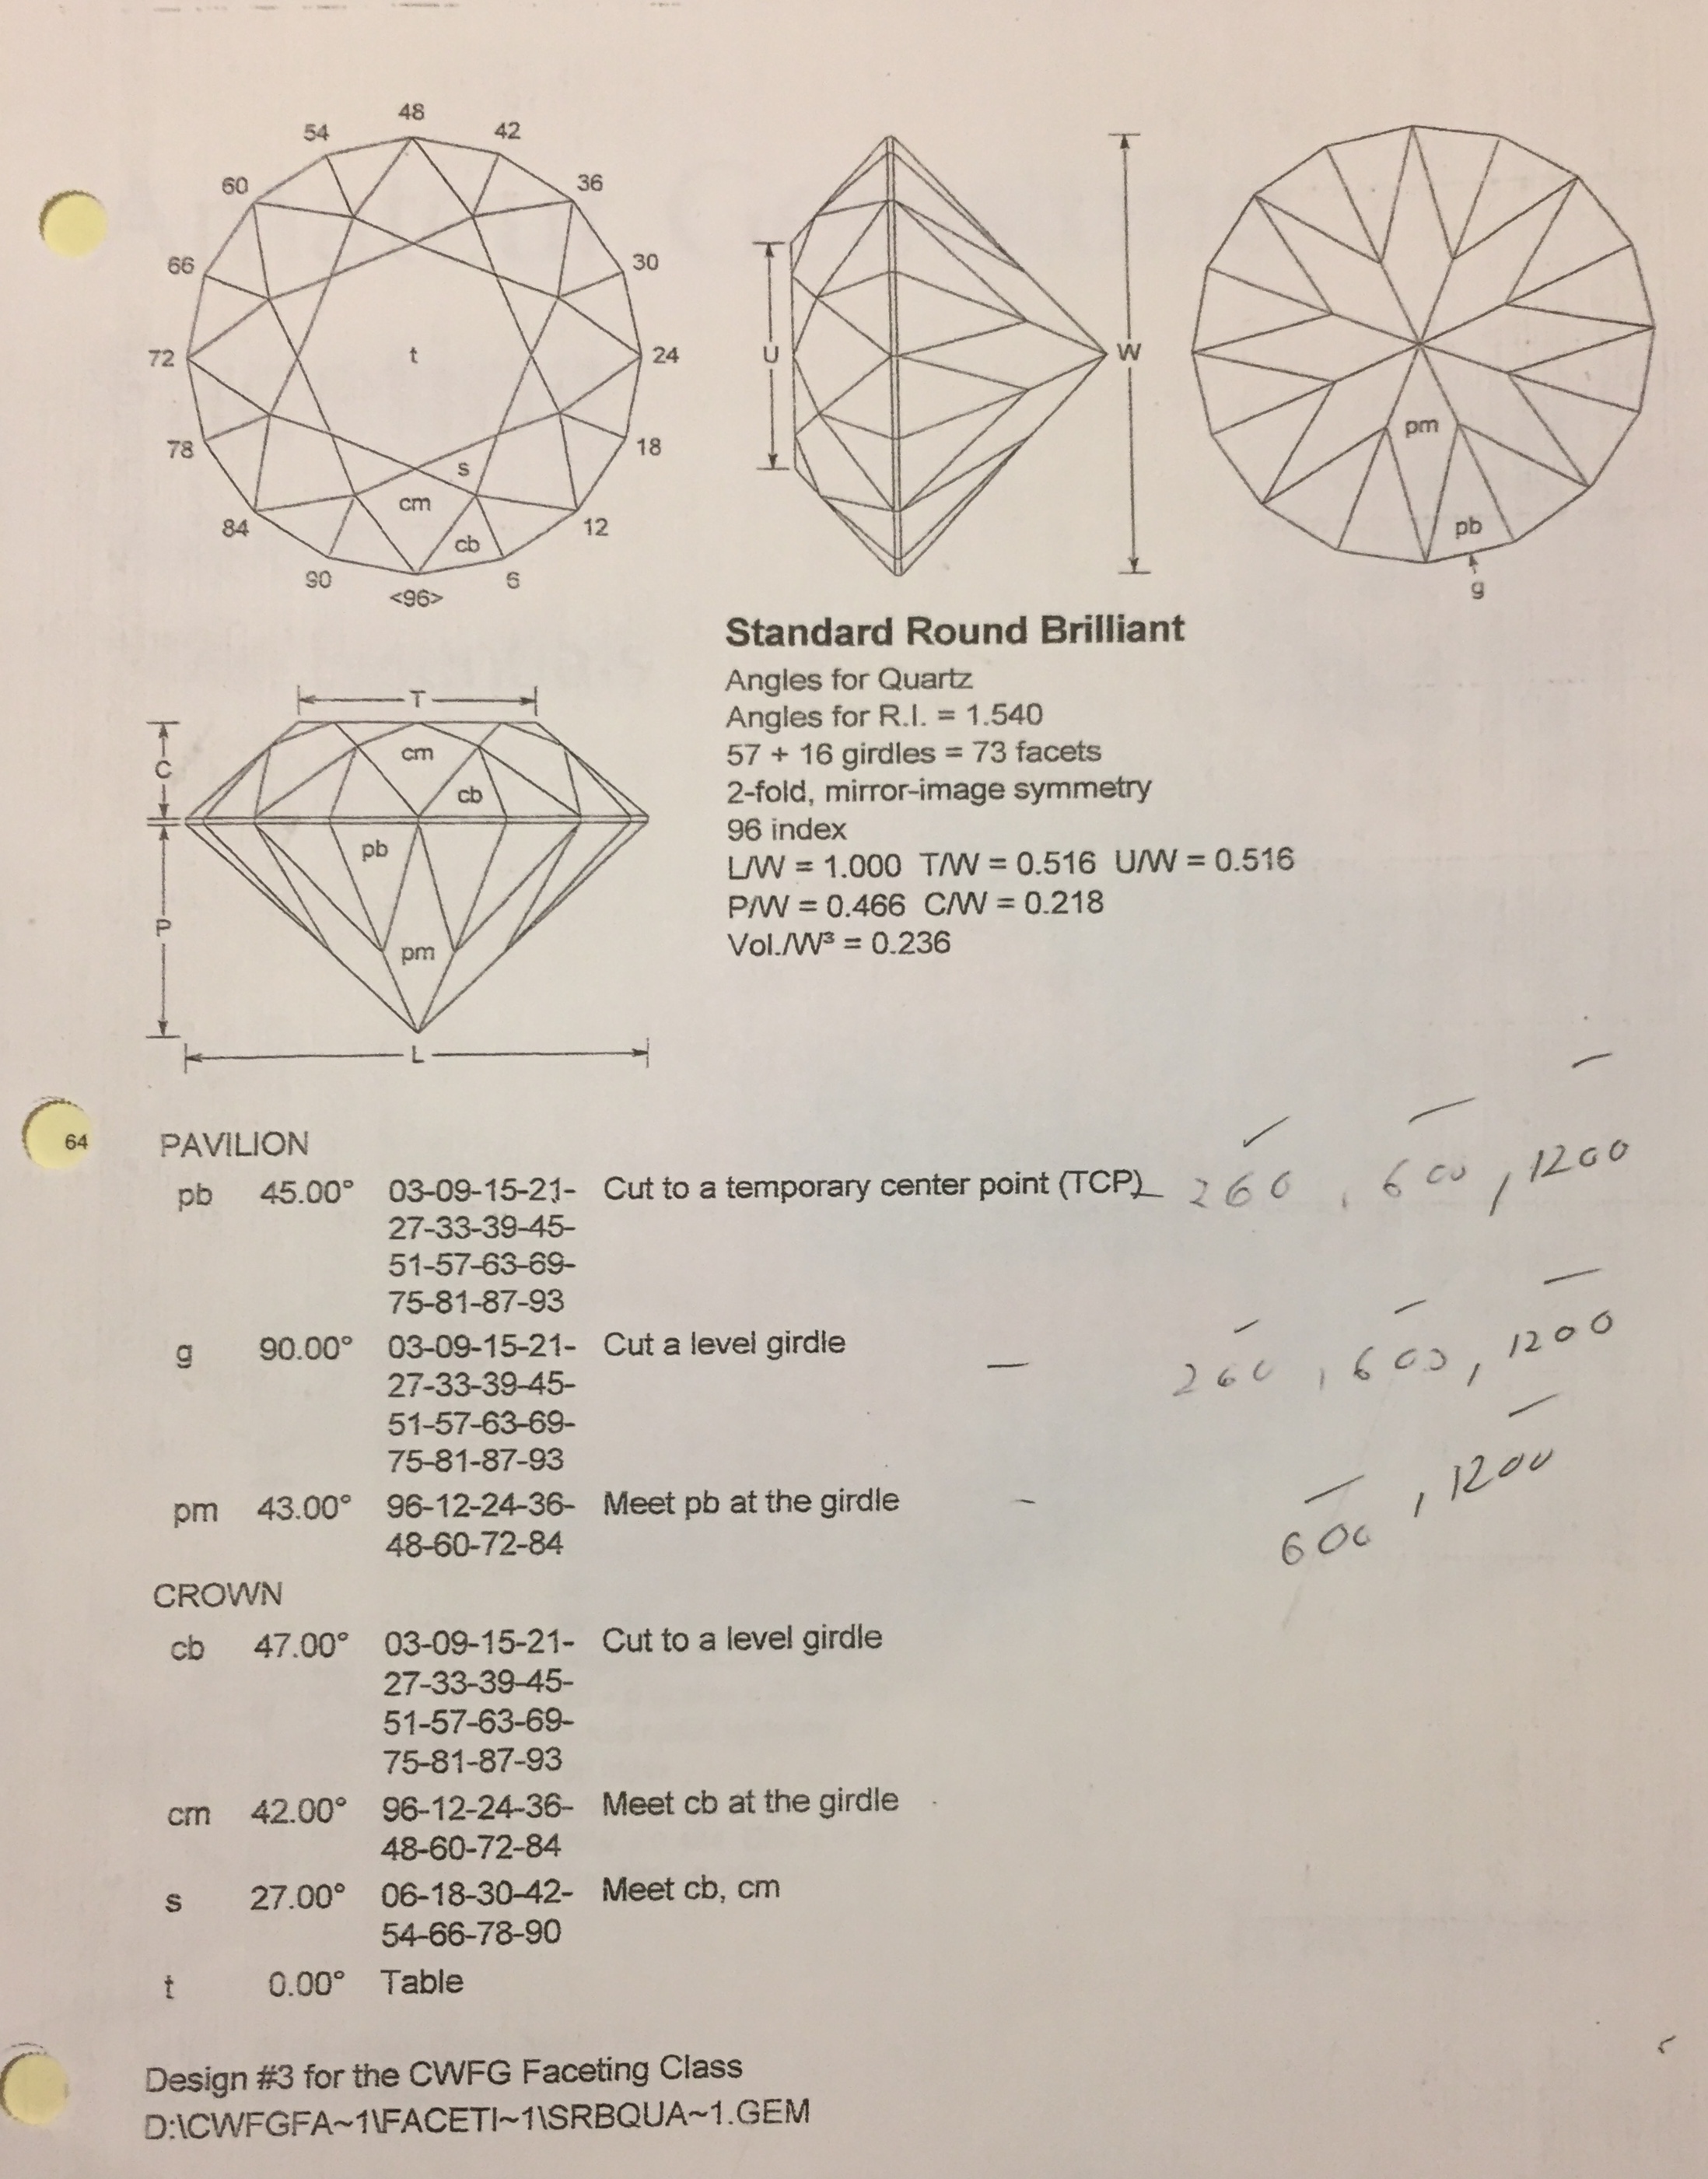 48
54 42
60 36
66 30
72 t 24
78 18
s
cm
84 cb 12
90 6
<96>
U W
pm
pb
g
T
C cm
cb
pb
P
pm
L
Standard Round Brilliant
Angles for Quartz
Angles for R.I. = 1.540
57 + 16 girdles = 73 facets
2-fold, mirror-image symmetry
96 index
L/W = 1.000 T/W = 0.516 U/W = 0.516
P/W = 0.466 C/W = 0.218
Vol./W³ = 0.236
64
PAVILION
pb 45.00° 03-09-15-21- Cut to a temporary center point (TCP) 260, 600, 1200
27-33-39-45-
51-57-63-69-
75-81-87-93
g 90.00° 03-09-15-21- Cut a level girdle — 260, 600, 1200
27-33-39-45-
51-57-63-69-
75-81-87-93
pm 43.00° 96-12-24-36- Meet pb at the girdle - 600, 1200
48-60-72-84
CROWN
cb 47.00° 03-09-15-21- Cut to a level girdle
27-33-39-45-
51-57-63-69-
75-81-87-93
cm 42.00° 96-12-24-36- Meet cb at the girdle
48-60-72-84
s 27.00° 06-18-30-42- Meet cb, cm
54-66-78-90
t 0.00° Table
Design #3 for the CWFG Faceting Class
D:\CWFGFA~1\FACETI~1\SRBQUA~1.GEM